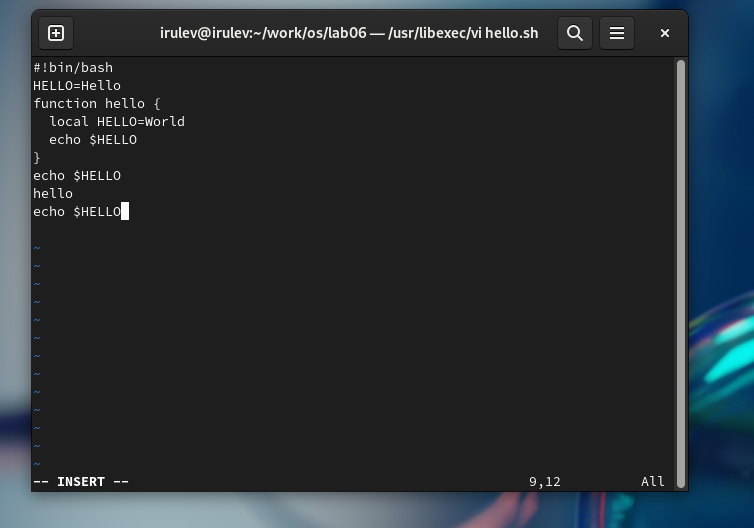 irulev@irulev:~/work/os/lab06 — /usr/libexec/vi hello.sh
#!bin/bash
HELLO=Hello
function hello {
  local HELLO=World
  echo $HELLO
}
echo $HELLO
hello
echo $HELLO
~
~
~
~
~
~
~
~
~
~
~
~
~
-- INSERT -- 9,12 All